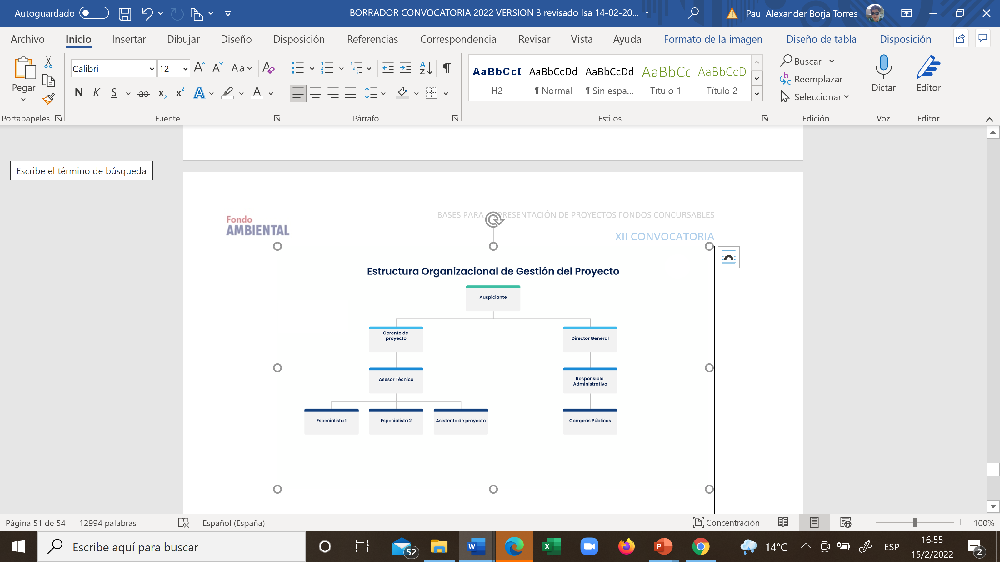 Autoguardado
BORRADOR CONVOCATORIA 2022 VERSION 3 revisado Isa 14-02-20...
Paul Alexander Borja Torres
Archivo Inicio Insertar Dibujar Diseño Disposición Referencias Correspondencia Revisar Vista Ayuda Formato de la imagen Diseño de tabla Disposición
Pegar
Calibri 12
AaBbCcI AaBbCcDd AaBbCcDd AaBbCc AaBbCcD
H2 ¶ Normal ¶ Sin espa... Título 1 Título 2
Buscar
Reemplazar
Seleccionar
Dictar
Editor
Portapapeles Fuente Párrafo Estilos Edición Voz Editor
Escribe el término de búsqueda
Fondo
AMBIENTAL
BASES PARA PRESENTACIÓN DE PROYECTOS FONDOS CONCURSABLES
XII CONVOCATORIA
Estructura Organizacional de Gestión del Proyecto
Auspiciante
Gerente de
proyecto
Director General
Asesor Técnico
Responsible
Administrativo
Especialista 1
Especialista 2
Asistente de proyecto
Compras Públicas
Página 51 de 54 12994 palabras Español (España) Concentración 100%
Escribe aquí para buscar
52
14°C
ESP
16:55
15/2/2022
2